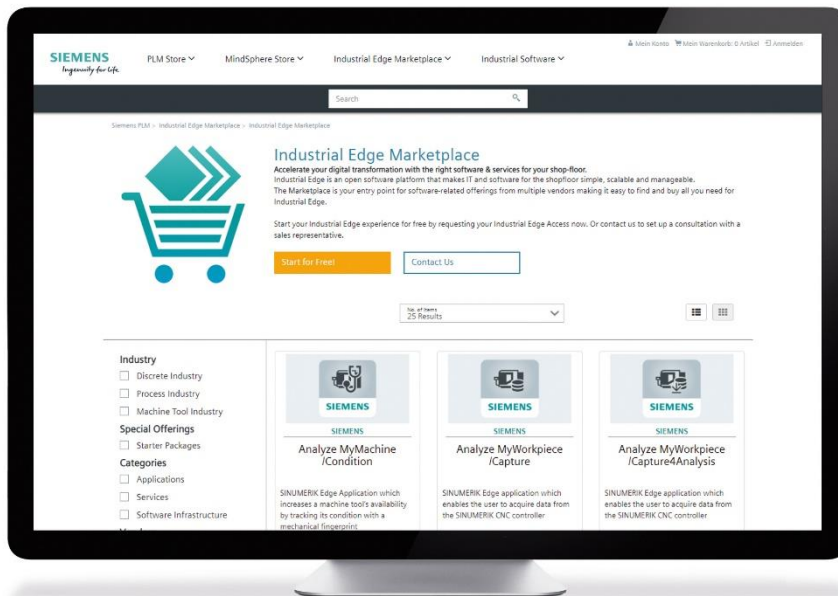 Mein Konto Mein Warenkorb: 0 Artikel Anmelden
SIEMENS
Ingenuity for life
PLM Store
MindSphere Store
Industrial Edge Marketplace
Industrial Software
Search
Siemens PLM > Industrial Edge Marketplace > Industrial Edge Marketplace
Industrial Edge Marketplace
Accelerate your digital transformation with the right software & services for your shop-floor.
Industrial Edge is an open software platform that makes IT and software for the shopfloor simple, scalable and manageable.
The Marketplace is your entry point for software-related offerings from multiple vendors making it easy to find and buy all you need for
Industrial Edge.
Start your Industrial Edge experience for free by requesting your Industrial Edge Access now. Or contact us to set up a consultation with a
sales representative.
Start for Free!
Contact Us
No. of Items
25 Results
Industry
Discrete Industry
Process Industry
Machine Tool Industry
Special Offerings
Starter Packages
Categories
Applications
Services
Software Infrastructure
SIEMENS
SIEMENS
Analyze MyMachine
/Condition
SINUMERIK Edge Application which
increases a machine tool's availability
by tracking its condition with a
mechanical fingerprint
SIEMENS
SIEMENS
Analyze MyWorkpiece
/Capture
SINUMERIK Edge application which
enables the user to acquire data from
the SINUMERIK CNC controller
SIEMENS
SIEMENS
Analyze MyWorkpiece
/Capture4Analysis
SINUMERIK Edge application which
enables the user to acquire data from
the SINUMERIK CNC controller